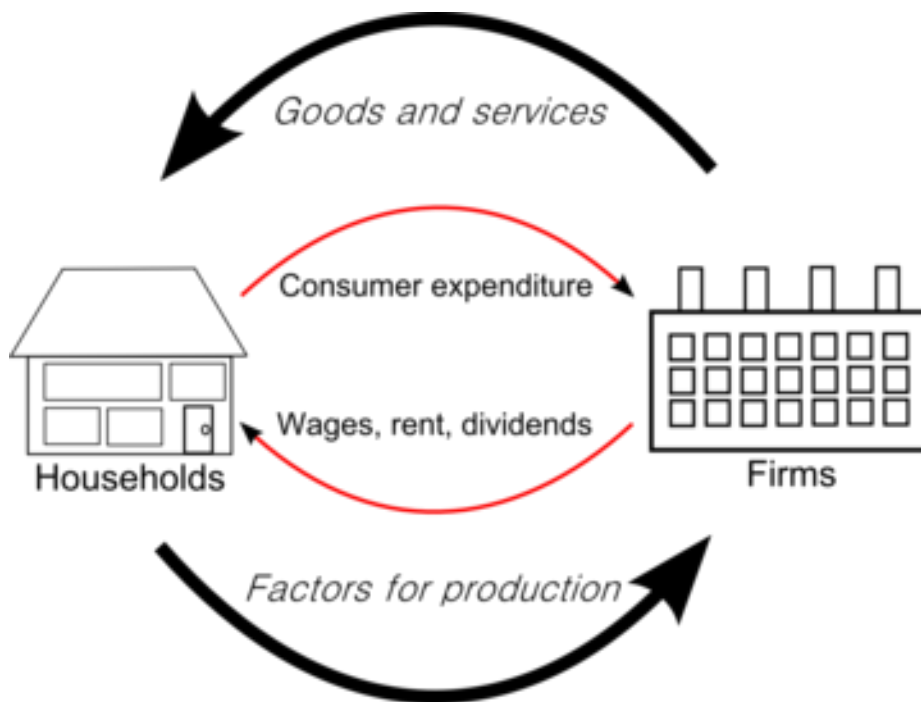 Goods and services
Consumer expenditure
Wages, rent, dividends
Households
Firms
Factors for production